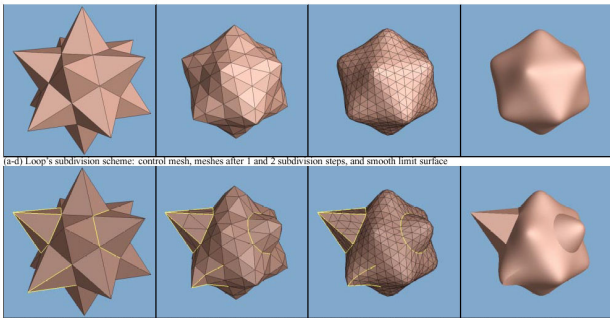 (a-d) Loop's subdivision scheme: control mesh, meshes after 1 and 2 subdivision steps, and smooth limit surface